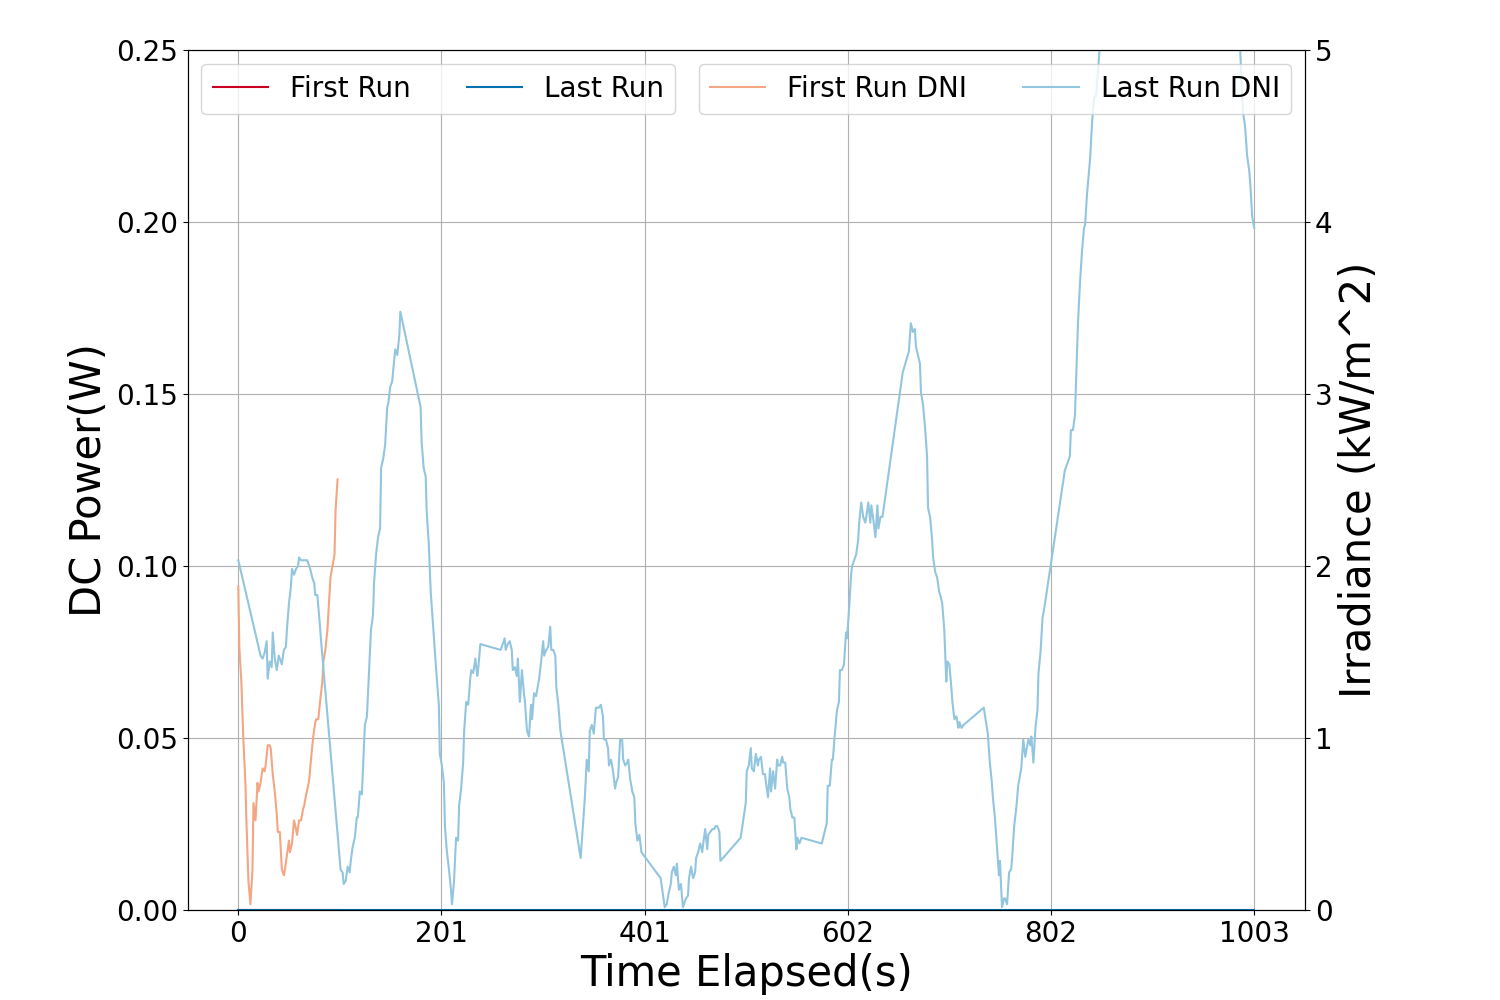 0.25
0.20
0.15
0.10
0.05
0.00
DC Power(W)
First Run
Last Run
First Run DNI
Last Run DNI
5
4
3
2
1
0
Irradiance (kW/m^2)
0
201
401
602
802
1003
Time Elapsed(s)